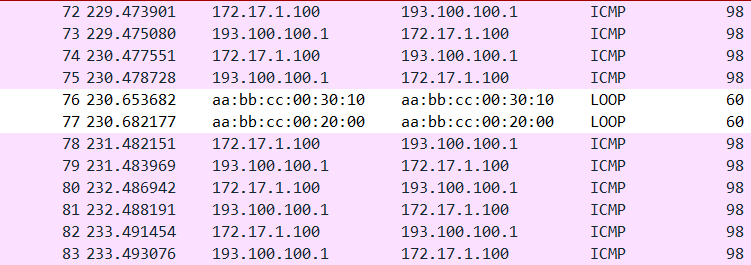 72 229.473901 172.17.1.100 193.100.100.1 ICMP 98
73 229.475080 193.100.100.1 172.17.1.100 ICMP 98
74 230.477551 172.17.1.100 193.100.100.1 ICMP 98
75 230.478728 193.100.100.1 172.17.1.100 ICMP 98
76 230.653682 aa:bb:cc:00:30:10 aa:bb:cc:00:30:10 LOOP 60
77 230.682177 aa:bb:cc:00:20:00 aa:bb:cc:00:20:00 LOOP 60
78 231.482151 172.17.1.100 193.100.100.1 ICMP 98
79 231.483969 193.100.100.1 172.17.1.100 ICMP 98
80 232.486942 172.17.1.100 193.100.100.1 ICMP 98
81 232.488191 193.100.100.1 172.17.1.100 ICMP 98
82 233.491454 172.17.1.100 193.100.100.1 ICMP 98
83 233.493076 193.100.100.1 172.17.1.100 ICMP 98